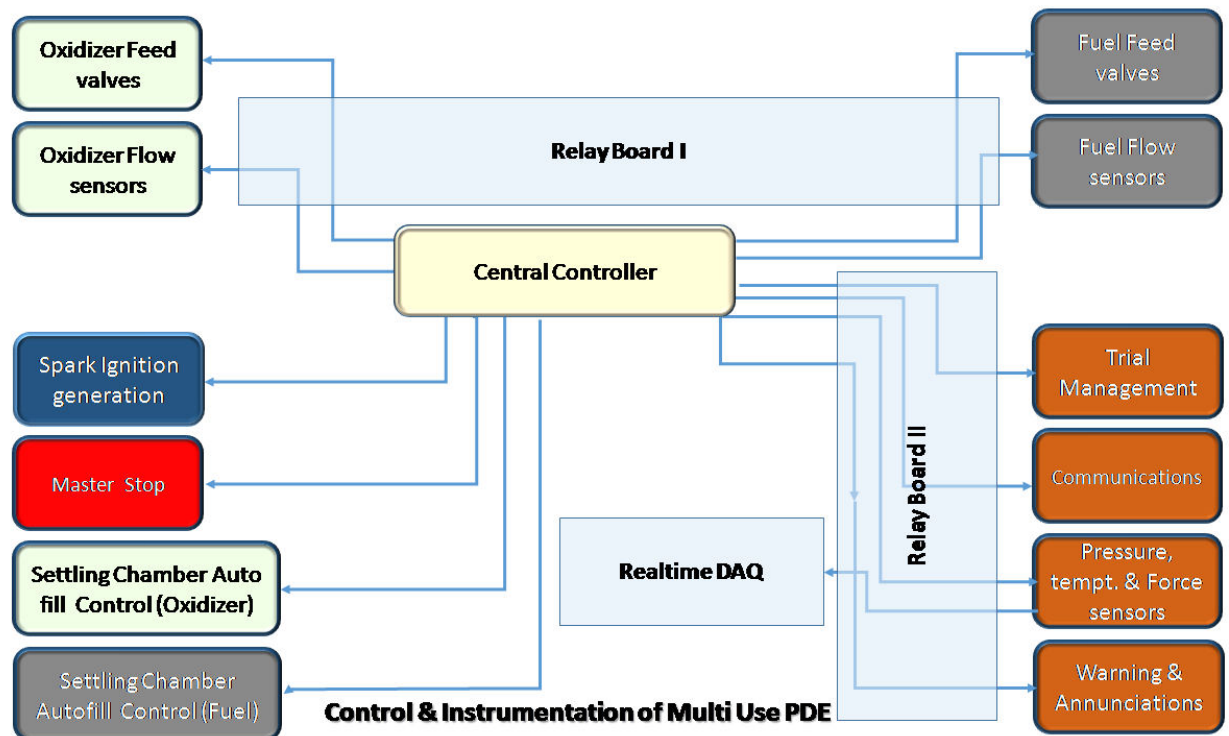 Oxidizer Feed
valves
Fuel Feed
valves
Relay Board I
Oxidizer Flow
sensors
Fuel Flow
sensors
Central Controller
Spark Ignition
generation
Trial
Management
Master Stop
Communications
Relay Board II
Settling Chamber Auto
fill Control (Oxidizer)
Realtime DAQ
Pressure,
tempt. & Force
sensors
Settling Chamber
Autofill Control (Fuel)
Warning &
Annunciations
Control & Instrumentation of Multi Use PDE